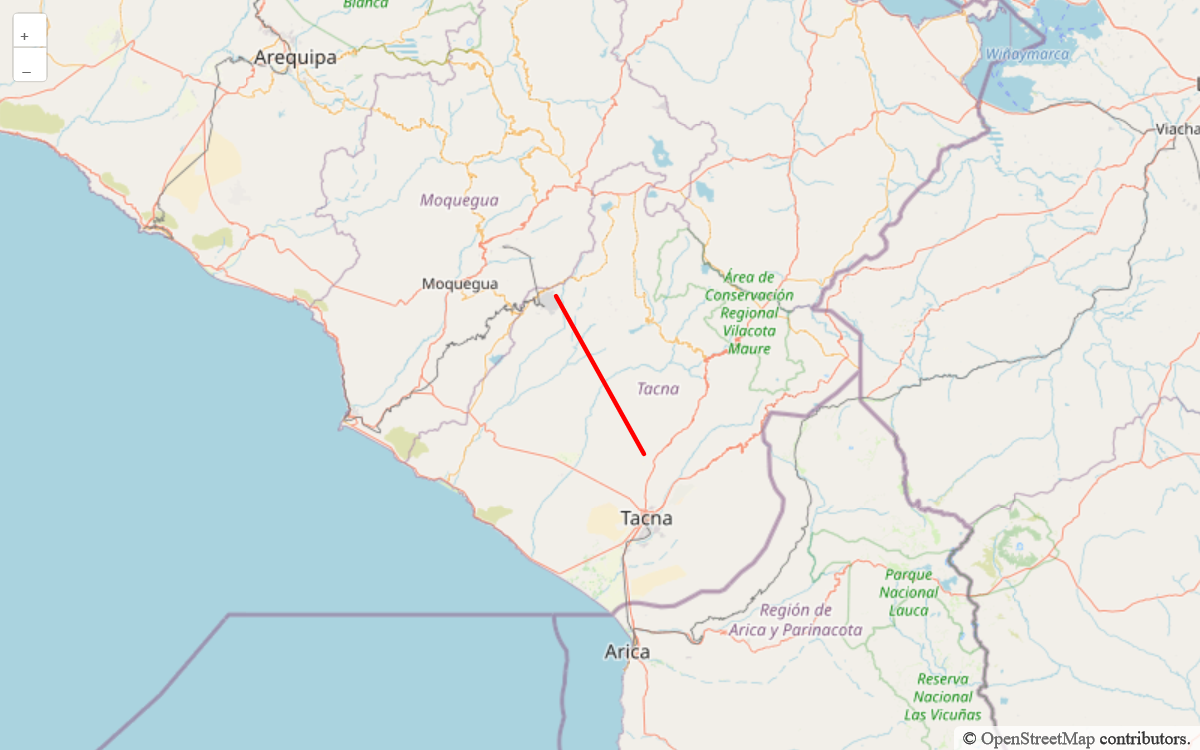 Blanca
+
–
Arequipa
Wiñaymarca
Viacha
Moquegua
Moquegua
Área de
Conservación
Regional
Vilacota
Maure
Tacna
Tacna
Parque
Nacional
Lauca
Región de
Arica y Parinacota
Arica
Reserva
Nacional
Las Vicuñas
© OpenStreetMap contributors.